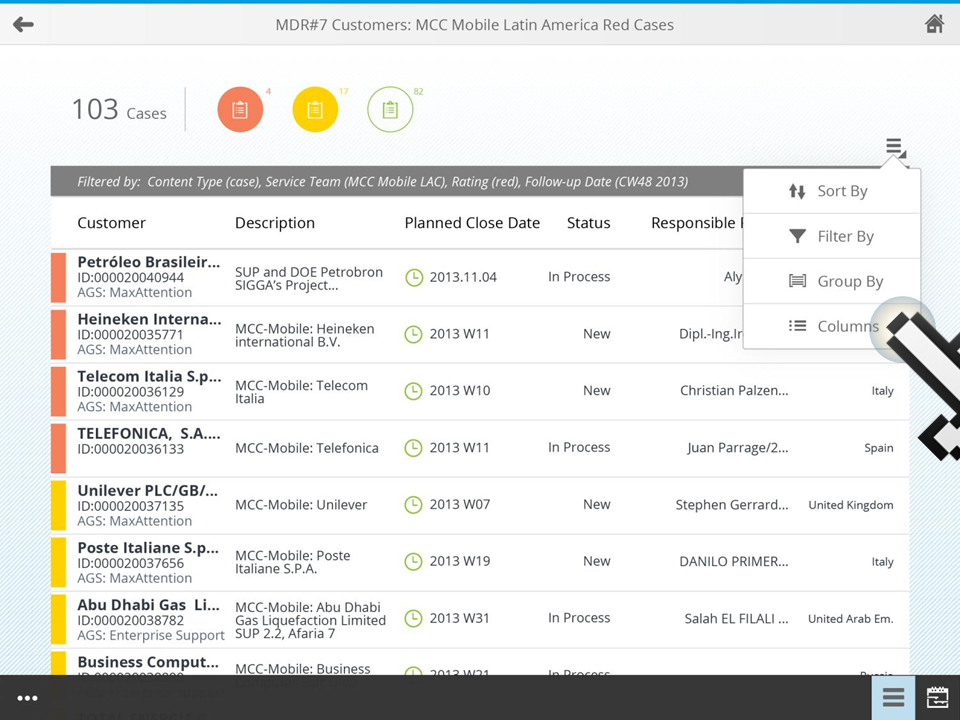 MDR#7 Customers: MCC Mobile Latin America Red Cases
103 Cases
4
17
82
Filtered by: Content Type (case), Service Team (MCC Mobile LAC), Rating (red), Follow-up Date (CW48 2013)
Sort By
Filter By
Group By
Columns
Customer Description Planned Close Date Status Responsible
Petróleo Brasileir...
ID:000020040944
AGS: MaxAttention
SUP and DOE Petrobron
SIGGA's Project...
2013.11.04
In Process
Aly
Heineken Interna...
ID:000020035771
AGS: MaxAttention
MCC-Mobile: Heineken
international B.V.
2013 W11
New
Dipl.-Ing.Ir
Telecom Italia S.p...
ID:000020036129
AGS: MaxAttention
MCC-Mobile: Telecom
Italia
2013 W10
New
Christian Palzen...
Italy
TELEFONICA, S.A....
ID:000020036133
MCC-Mobile: Telefonica
2013 W11
In Process
Juan Parrage/2...
Spain
Unilever PLC/GB/...
ID:000020037135
AGS: MaxAttention
MCC-Mobile: Unilever
2013 W07
New
Stephen Gerrard...
United Kingdom
Poste Italiane S.p...
ID:000020037656
AGS: MaxAttention
MCC-Mobile: Poste
Italiane S.P.A.
2013 W19
New
DANILO PRIMER...
Italy
Abu Dhabi Gas Li...
ID:000020038782
AGS: Enterprise Support
MCC-Mobile: Abu Dhabi
Gas Liquefaction Limited
SUP 2.2, Afaria 7
2013 W31
In Process
Salah EL FILALI ...
United Arab Em.
Business Comput...
MCC-Mobile: Business
2013 W21
In Process
Russia